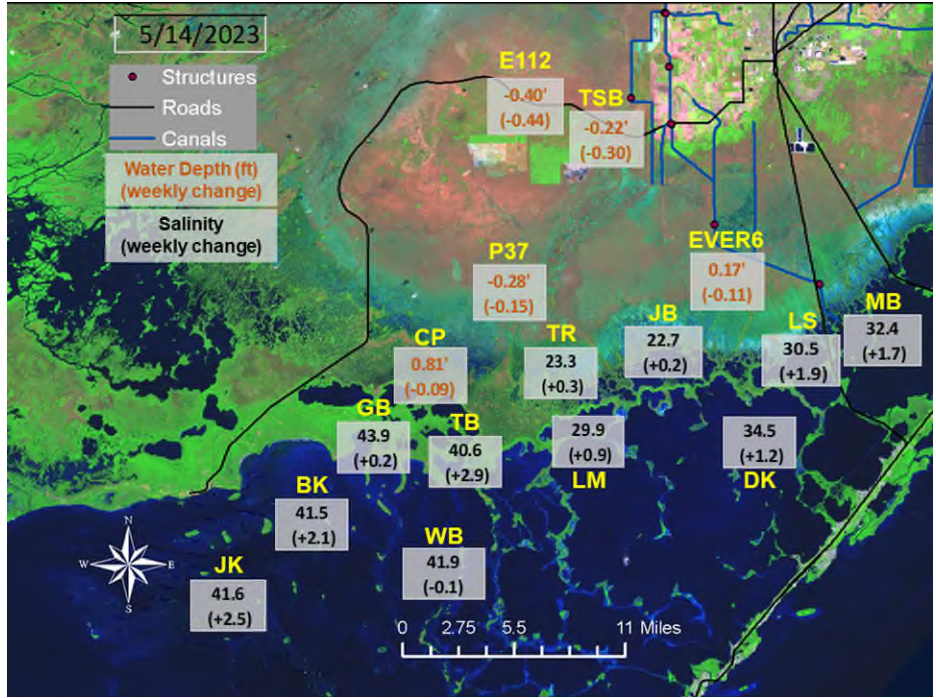 5/14/2023
Structures
Roads
Canals
Water Depth (ft)
(weekly change)
Salinity
(weekly change)
E112
-0.40'
(-0.44)
TSB
-0.22'
(-0.30)
P37
-0.28'
(-0.15)
EVER6
0.17'
(-0.11)
CP
0.81'
(-0.09)
TR
23.3
(+0.3)
JB
22.7
(+0.2)
LS
30.5
(+1.9)
MB
32.4
(+1.7)
GB
43.9
(+0.2)
TB
40.6
(+2.9)
29.9
(+0.9)
LM
34.5
(+1.2)
DK
BK
41.5
(+2.1)
WB
41.9
(-0.1)
JK
41.6
(+2.5)
N
W E
S
0 2.75 5.5 11 Miles